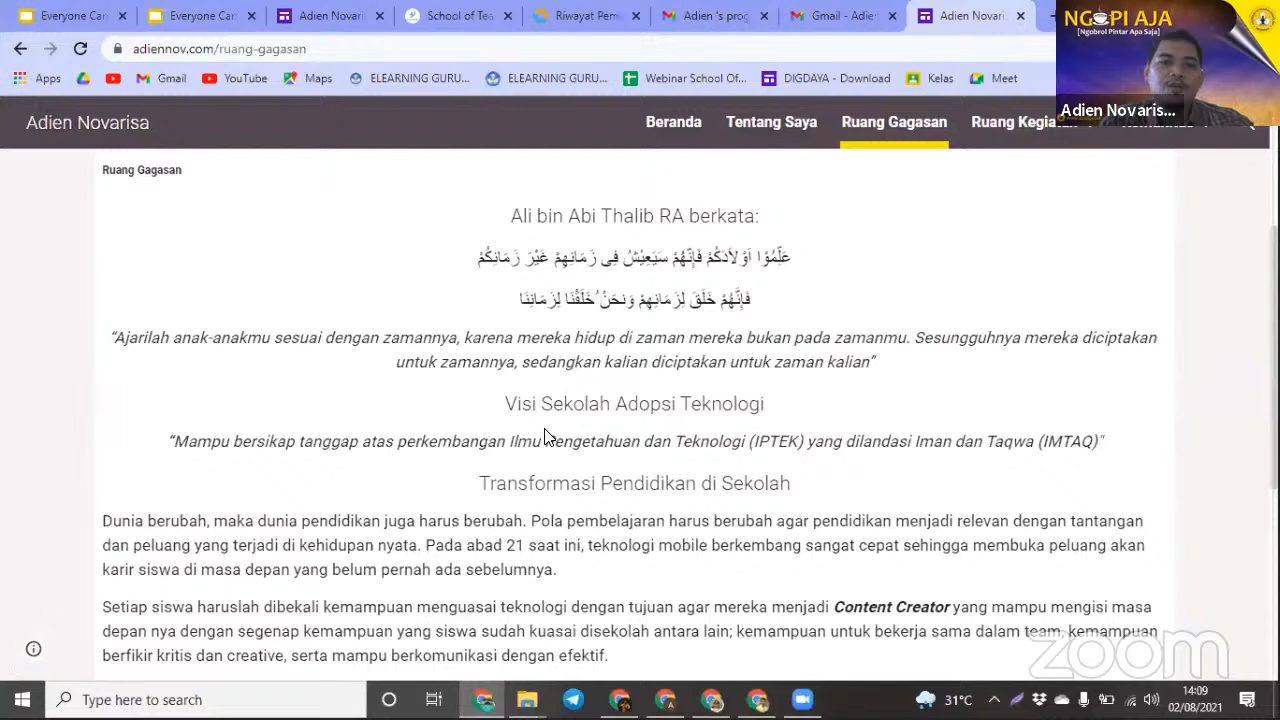 Everyone Car
Everyone Can
Adien Novari
School of Tes
Riwayat Pem
Adien 's prog
Gmail - Adien
Adien Novari
NGOPI AJA
[Ngobrol Pintar Apa Saja]
adiennov.com/ruang-gagasan
Apps
Gmail
YouTube
Maps
ELEARNING GURU...
ELEARNING GURU...
Webinar School Of...
DIGDAYA - Download
Kelas
Meet
Adien Novaris...
Adien Novarisa
Beranda
Tentang Saya
Ruang Gagasan
Ruang Kegia
Ruang Gagasan
Ali bin Abi Thalib RA berkata:
عَلِّمُوْا اَوْلاَدَكُمْ فَإِنَّهُمْ سَيَعِيْشُ فِى زَمَانِهِمْ غَيْرَ زَمَانِكُمْ
فَإِنَّهُمْ خَلَقَ لِزَمَانِهِمْ وَنَحْنُ خَلَقْنَا لِزَمَانِنَا
“Ajarilah anak-anakmu sesuai dengan zamannya, karena mereka hidup di zaman mereka bukan pada zamanmu. Sesungguhnya mereka diciptakan
untuk zamannya, sedangkan kalian diciptakan untuk zaman kalian”
Visi Sekolah Adopsi Teknologi
“Mampu bersikap tanggap atas perkembangan Ilmu Pengetahuan dan Teknologi (IPTEK) yang dilandasi Iman dan Taqwa (IMTAQ)"
Transformasi Pendidikan di Sekolah
Dunia berubah, maka dunia pendidikan juga harus berubah. Pola pembelajaran harus berubah agar pendidikan menjadi relevan dengan tantangan
dan peluang yang terjadi di kehidupan nyata. Pada abad 21 saat ini, teknologi mobile berkembang sangat cepat sehingga membuka peluang akan
karir siswa di masa depan yang belum pernah ada sebelumnya.
Setiap siswa haruslah dibekali kemampuan menguasai teknologi dengan tujuan agar mereka menjadi Content Creator yang mampu mengisi masa
depan nya dengan segenap kemampuan yang siswa sudah kuasai disekolah antara lain; kemampuan untuk bekerja sama dalam team, kemampuan
berfikir kritis dan creative, serta mampu berkomunikasi dengan efektif.
zoom
Type here to search
31°C
14:09
02/08/2021